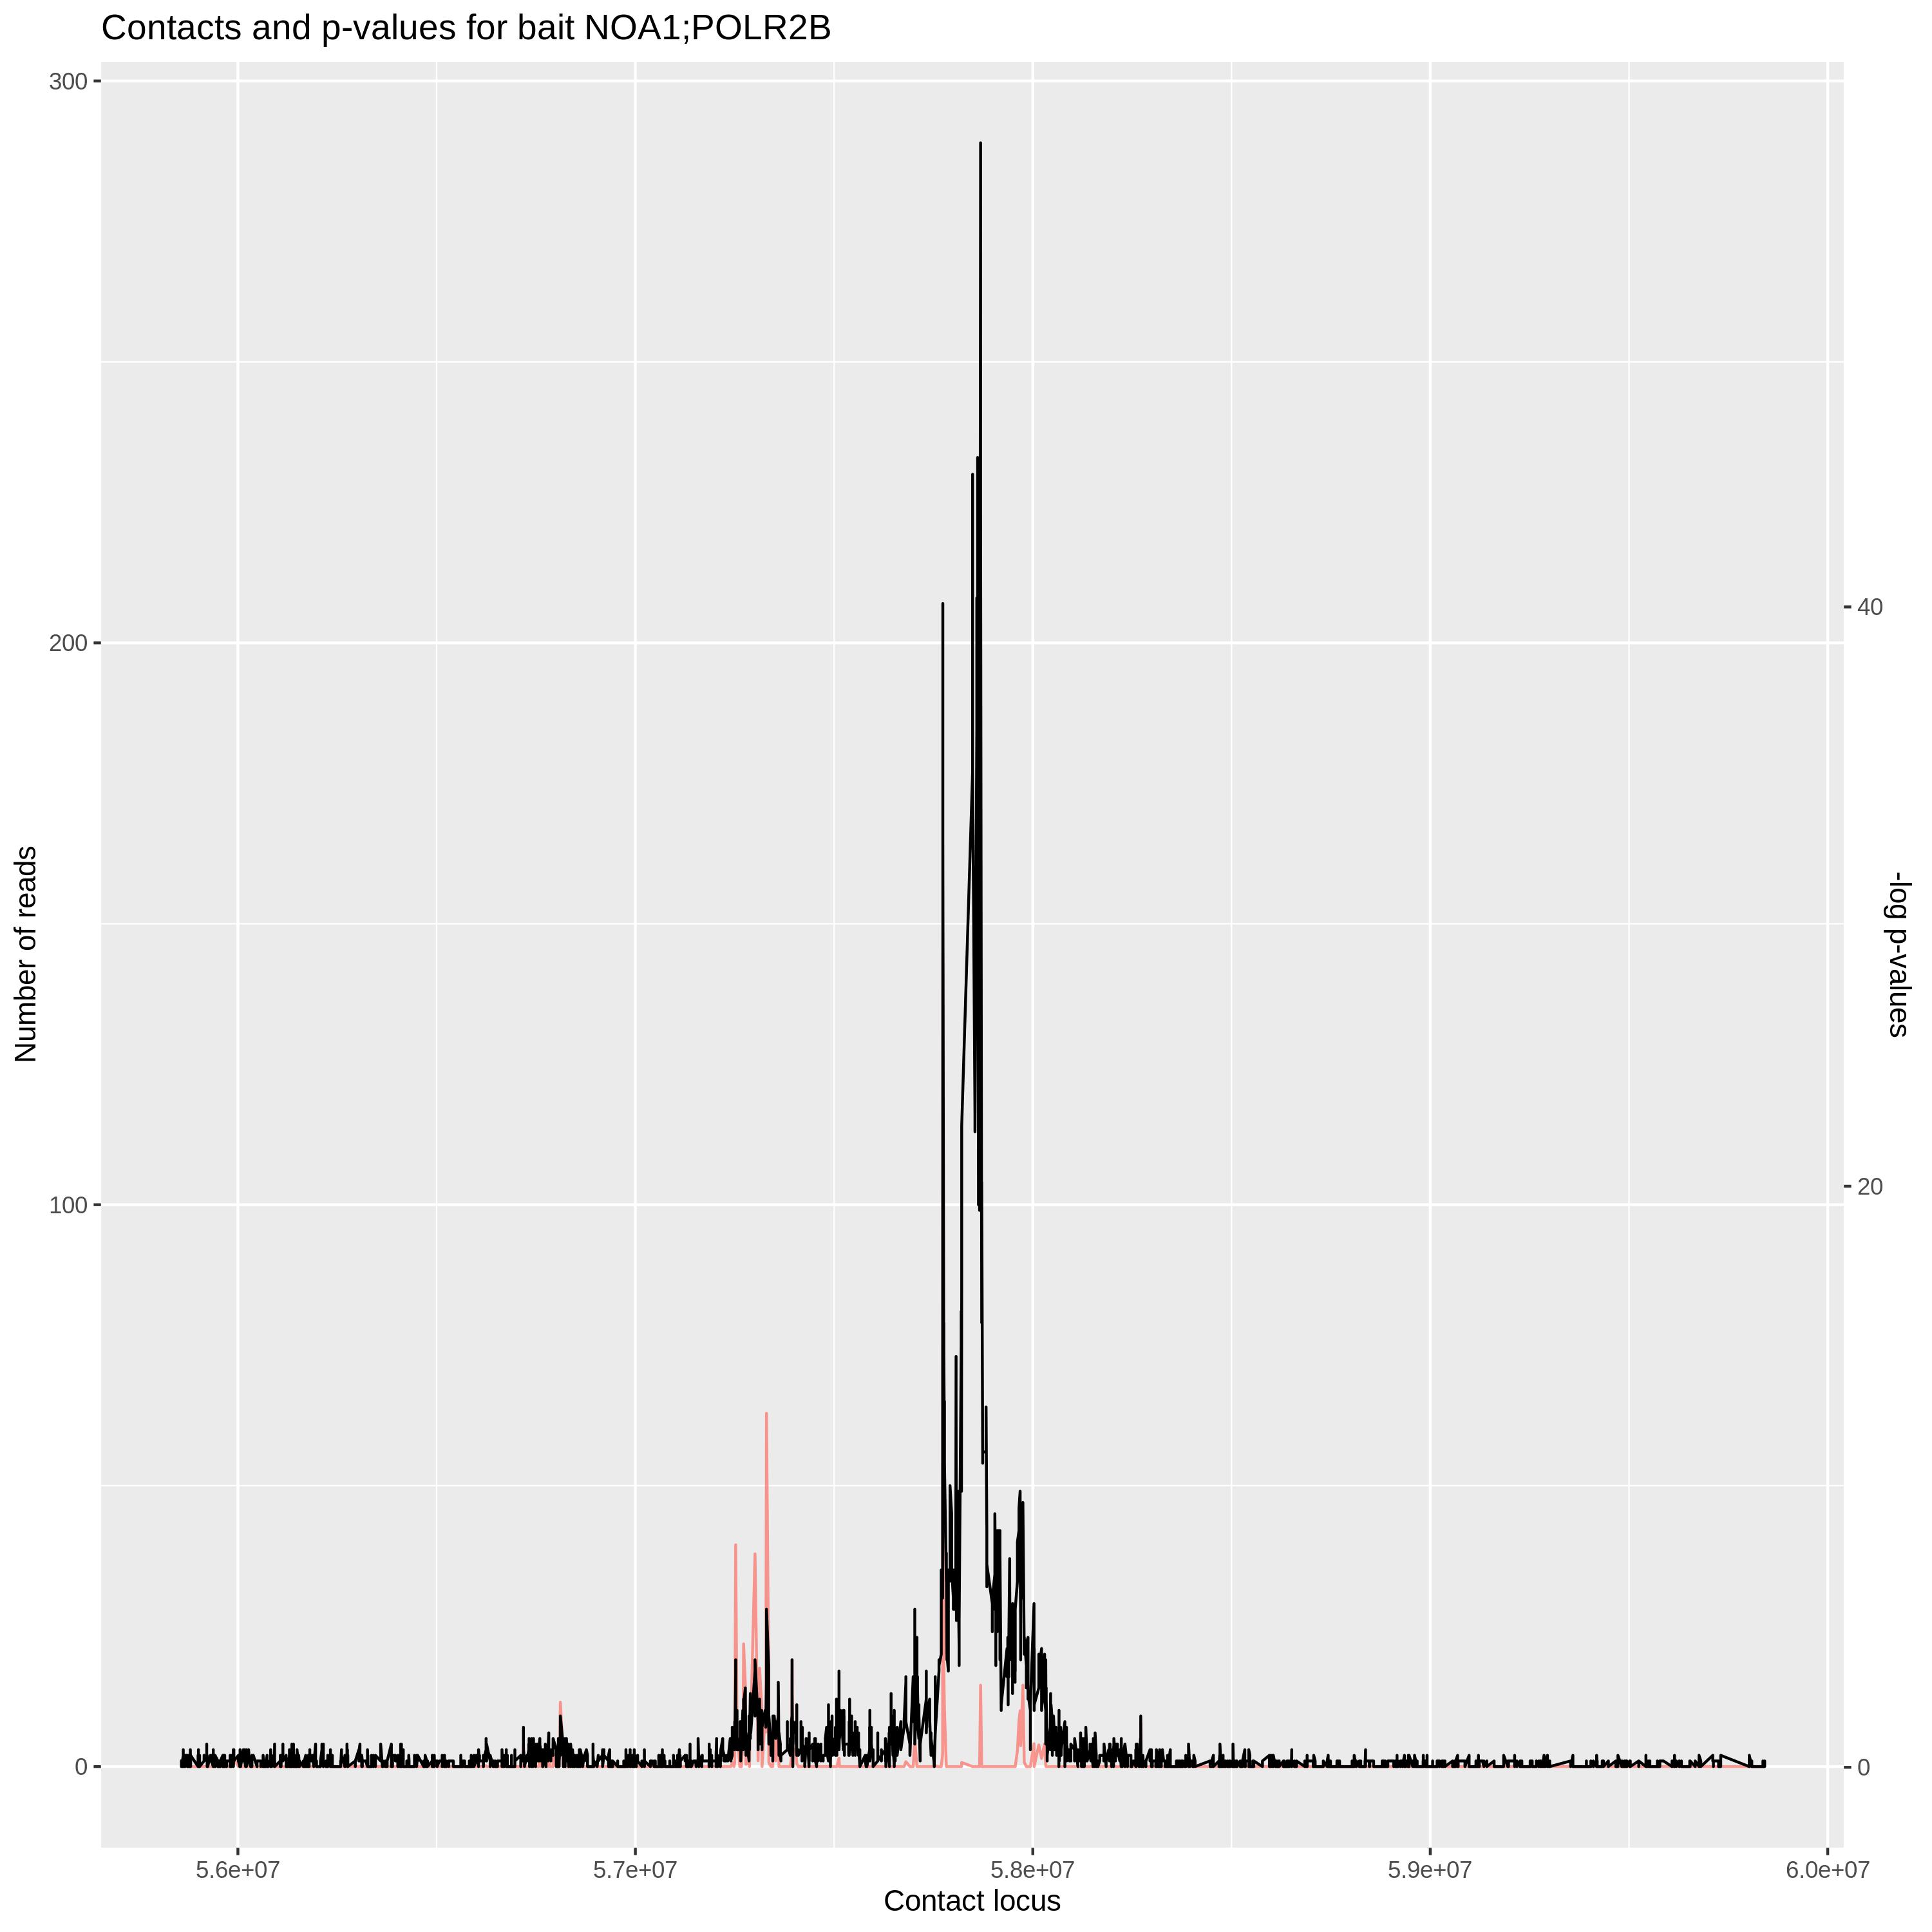 Contacts and p-values for bait NOA1;POLR2B
300
200
100
0
Number of reads
40
20
0
-log p-values
5.6e+07
5.7e+07
5.8e+07
5.9e+07
6.0e+07
Contact locus